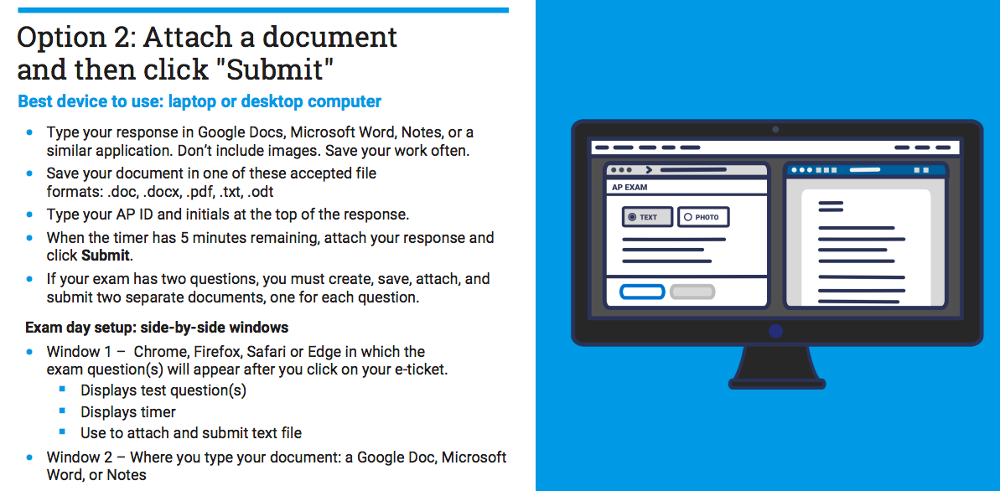 Option 2: Attach a document
and then click "Submit"
Best device to use: laptop or desktop computer
Type your response in Google Docs, Microsoft Word, Notes, or a
similar application. Don’t include images. Save your work often.
Save your document in one of these accepted file
formats: .doc, .docx, .pdf, .txt, .odt
Type your AP ID and initials at the top of the response.
When the timer has 5 minutes remaining, attach your response and
click Submit.
If your exam has two questions, you must create, save, attach, and
submit two separate documents, one for each question.
Exam day setup: side-by-side windows
Window 1 – Chrome, Firefox, Safari or Edge in which the
exam question(s) will appear after you click on your e-ticket.
Displays test question(s)
Displays timer
Use to attach and submit text file
Window 2 – Where you type your document: a Google Doc, Microsoft
Word, or Notes
AP EXAM
TEXT
PHOTO